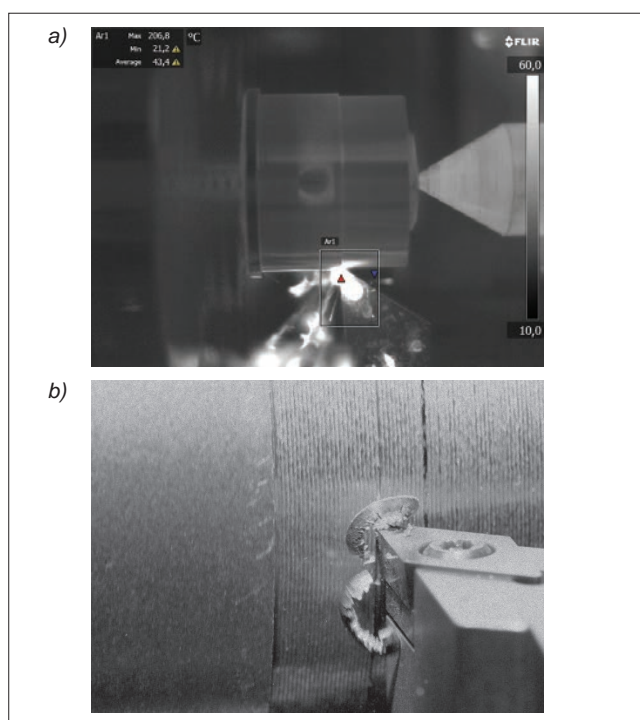 a)
Ar1 Max 206,8 °C
Min 21,2
Average 43,4
FLIR
60,0
Ar1
10,0
b)